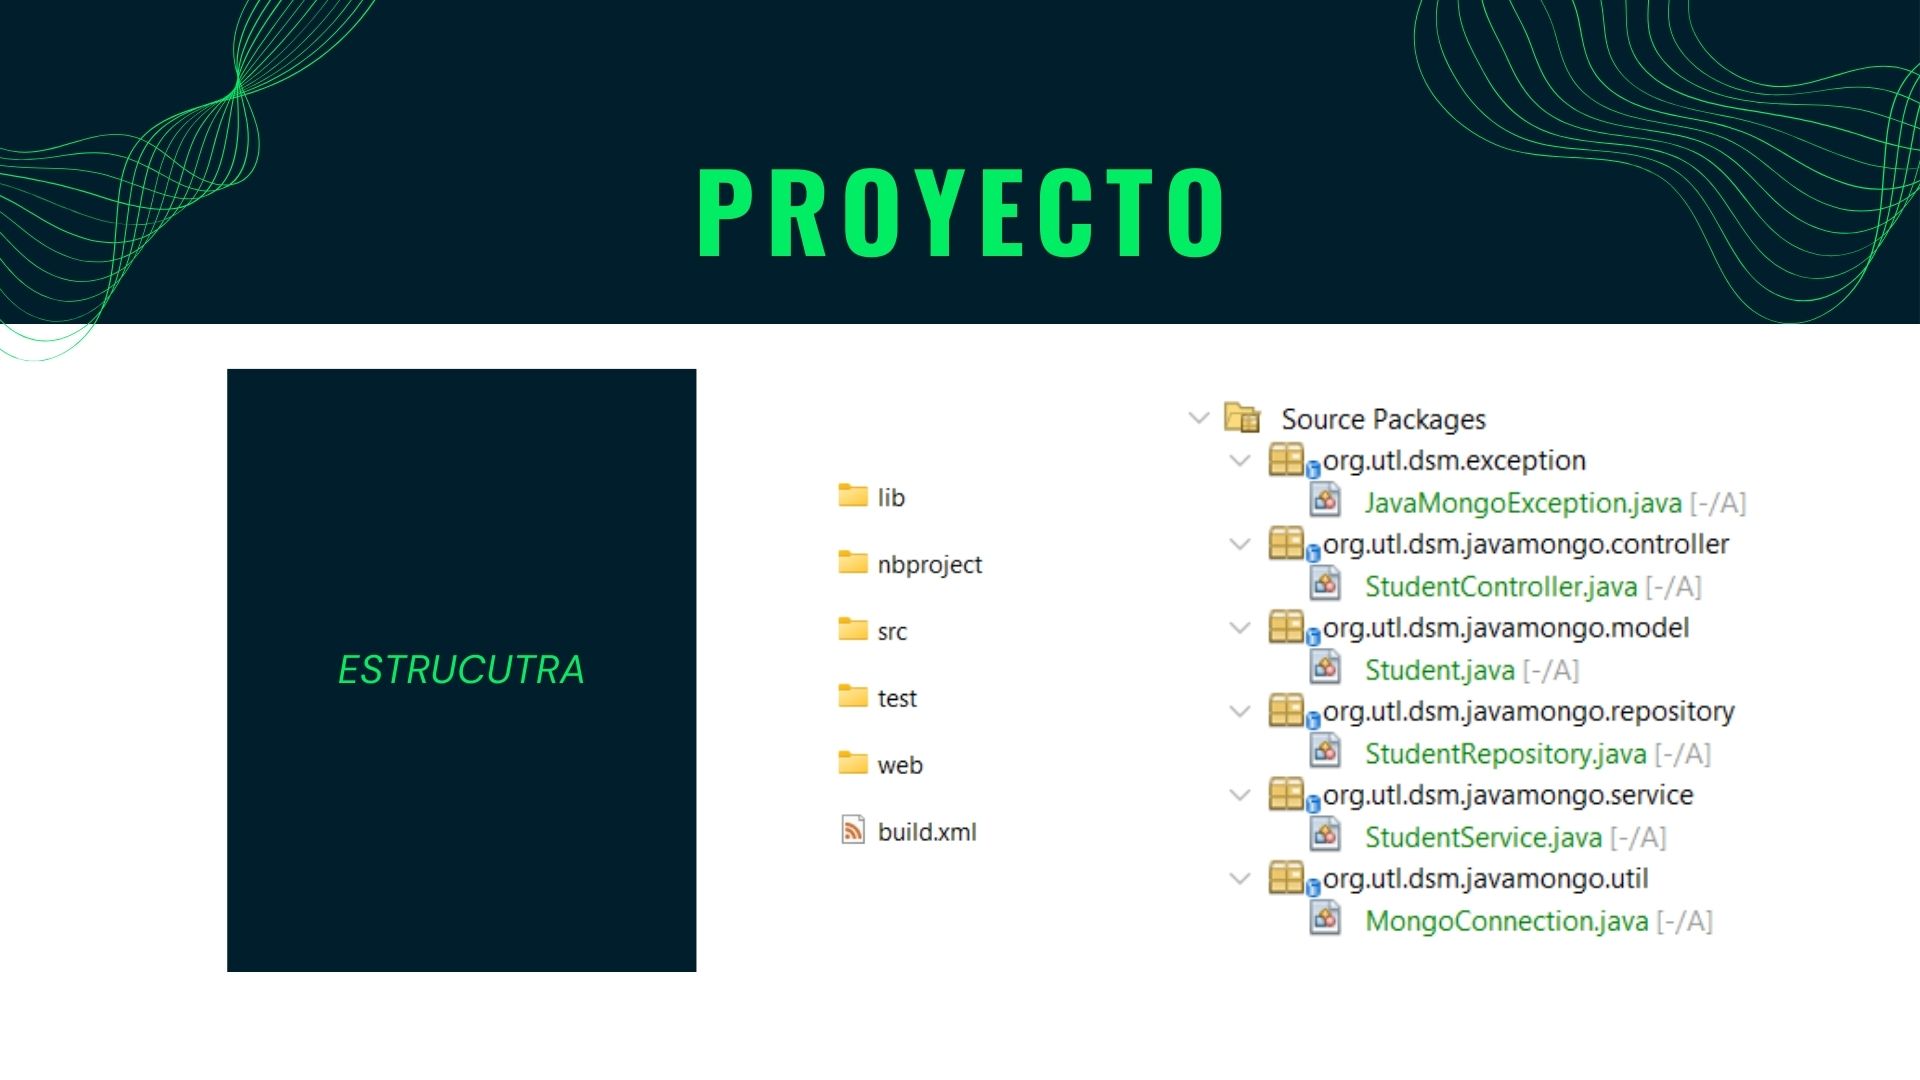 PROYECTO
ESTRUCUTRA
lib
nbproject
src
test
web
build.xml
Source Packages
org.utl.dsm.exception
JavaMongoException.java [-/A]
org.utl.dsm.javamongo.controller
StudentController.java [-/A]
org.utl.dsm.javamongo.model
Student.java [-/A]
org.utl.dsm.javamongo.repository
StudentRepository.java [-/A]
org.utl.dsm.javamongo.service
StudentService.java [-/A]
org.utl.dsm.javamongo.util
MongoConnection.java [-/A]